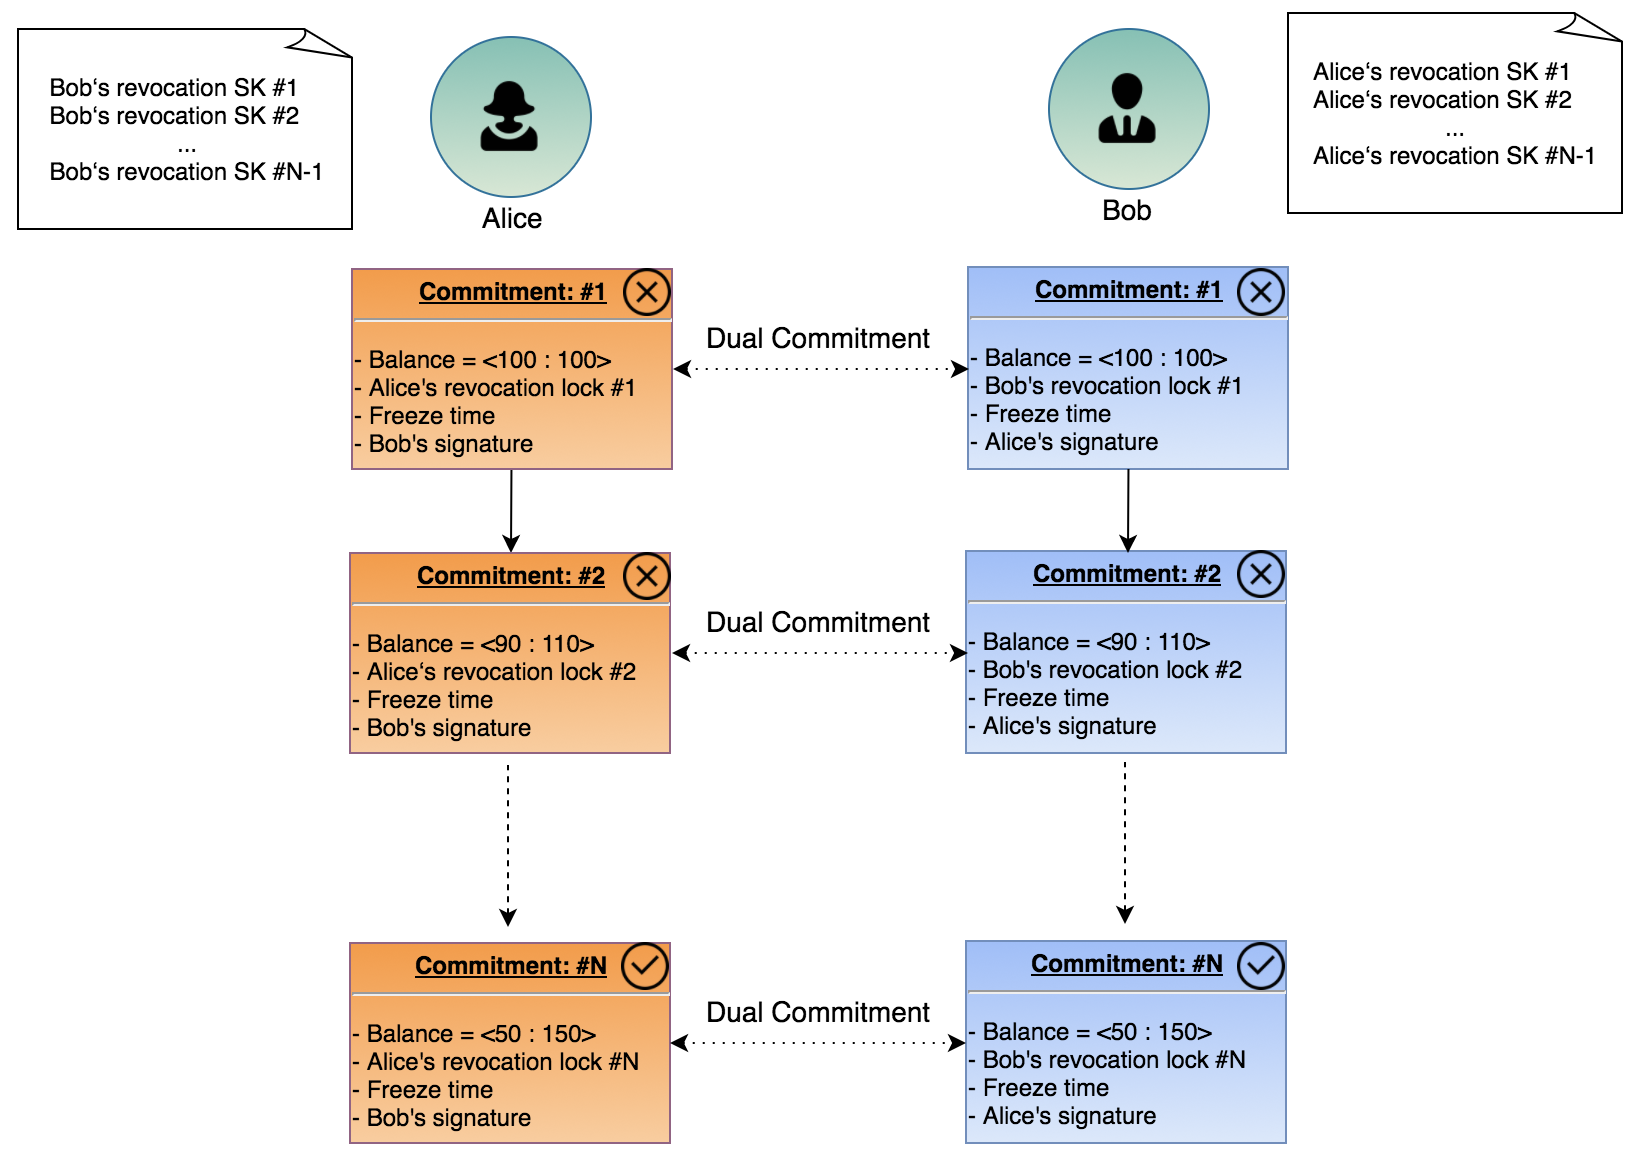 Bob‘s revocation SK #1
Bob‘s revocation SK #2
...
Bob‘s revocation SK #N-1
Alice
Bob
Alice‘s revocation SK #1
Alice‘s revocation SK #2
...
Alice‘s revocation SK #N-1
Commitment: #1
- Balance = <100 : 100>
- Alice's revocation lock #1
- Freeze time
- Bob's signature
Dual Commitment
Commitment: #1
- Balance = <100 : 100>
- Bob's revocation lock #1
- Freeze time
- Alice's signature
Commitment: #2
- Balance = <90 : 110>
- Alice‘s revocation lock #2
- Freeze time
- Bob's signature
Dual Commitment
Commitment: #2
- Balance = <90 : 110>
- Bob's revocation lock #2
- Freeze time
- Alice's signature
Commitment: #N
- Balance = <50 : 150>
- Alice's revocation lock #N
- Freeze time
- Bob's signature
Dual Commitment
Commitment: #N
- Balance = <50 : 150>
- Bob's revocation lock #N
- Freeze time
- Alice's signature